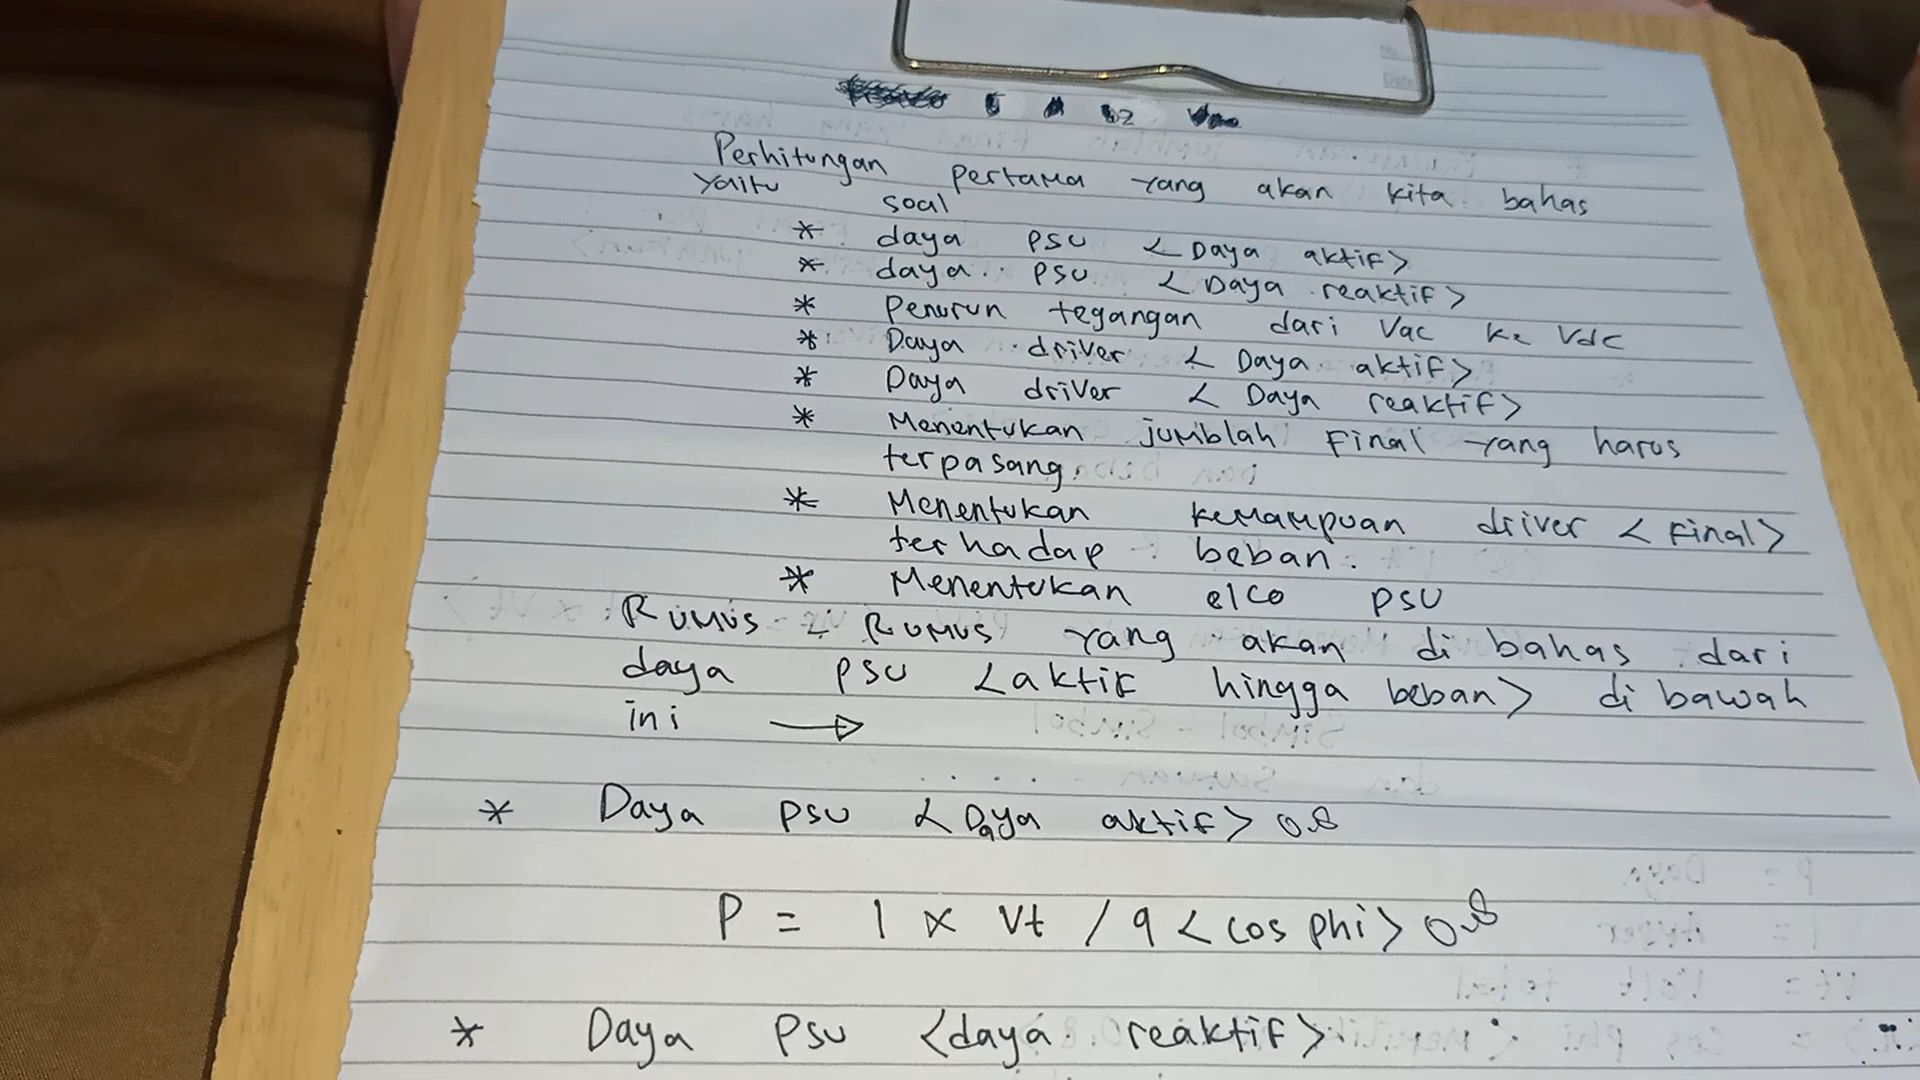 Perhitungan pertama yang akan kita bahas
yaitu soal
* daya psu < Daya aktif>
* daya psu < Daya reaktif>
* Penurun tegangan dari Vac ke Vdc
* Daya driver < Daya aktif>
* Daya driver < Daya reaktif>
* Menentukan jumblah Final yang harus
terpasang
* Menentukan kemampuan driver < Final>
terhadap beban.
* Menentukan elco PSU
Rumus - Rumus yang akan di bahas dari
daya psu <aktif hingga beban> di bawah
ini →
* Daya psu < Daya aktif> 0.8
P = 1 x Vt / q < cos phi> 0.8
* Daya Psu <daya reaktif>